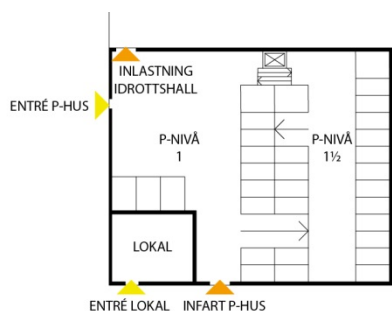 INLASTNING
IDROTTSHALL
ENTRÉ P-HUS
P-NIVÅ
1
P-NIVÅ
1½
LOKAL
ENTRÉ LOKAL
INFART P-HUS